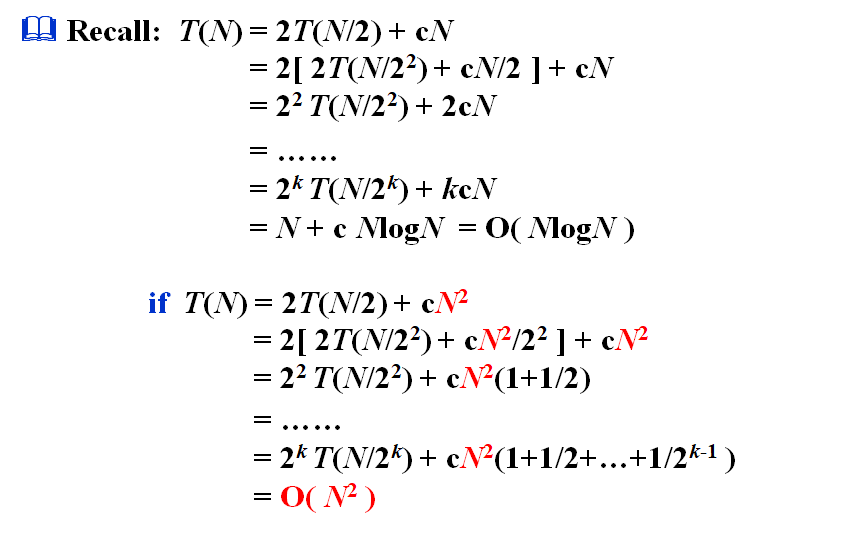 Recall: T(N) = 2T(N/2) + cN
= 2[ 2T(N/2²) + cN/2 ] + cN
= 2² T(N/2²) + 2cN
= ……
= 2ᵏ T(N/2ᵏ) + kcN
= N + c NlogN = O( NlogN )
if T(N) = 2T(N/2) + cN²
= 2[ 2T(N/2²) + cN²/2² ] + cN²
= 2² T(N/2²) + cN²(1+1/2)
= ……
= 2ᵏ T(N/2ᵏ) + cN²(1+1/2+…+1/2ᵏ⁻¹ )
= O( N² )